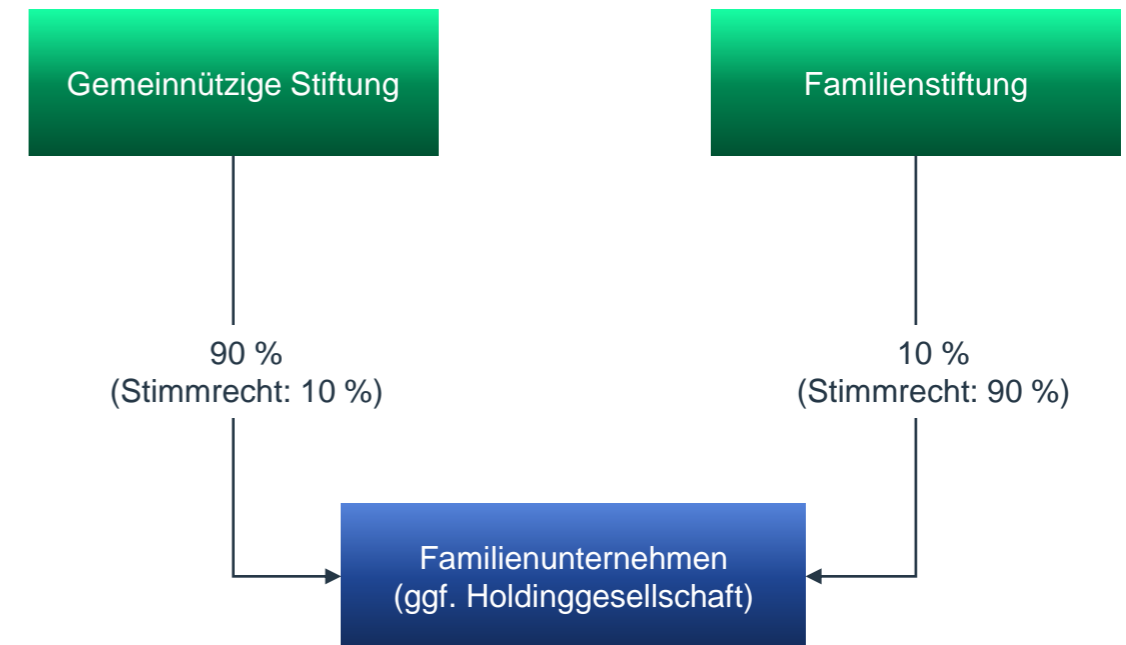 Gemeinnützige Stiftung
Familienstiftung
90 %
(Stimmrecht: 10 %)
10 %
(Stimmrecht: 90 %)
Familienunternehmen
(ggf. Holdinggesellschaft)